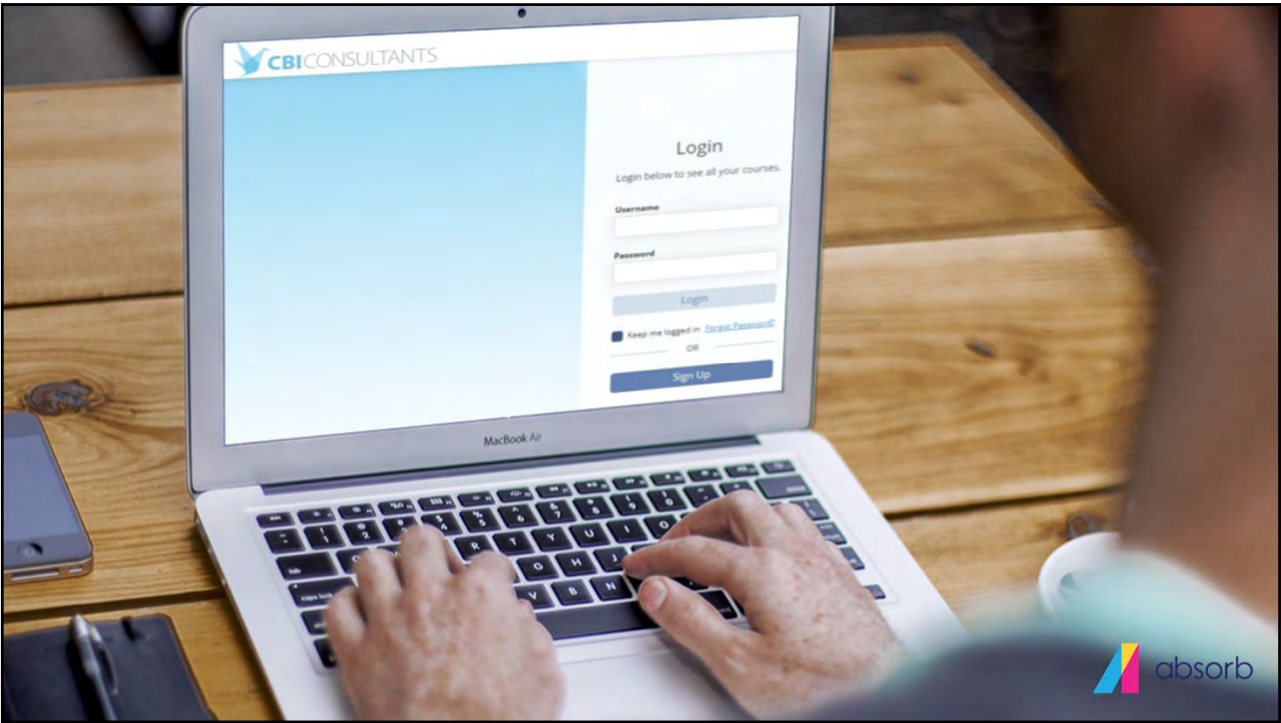 CBICONSULTANTS
Login
Login below to see all your courses.
Username
Password
Login
Keep me logged in Forgot Password?
OR
Sign Up
MacBook Air
absorb